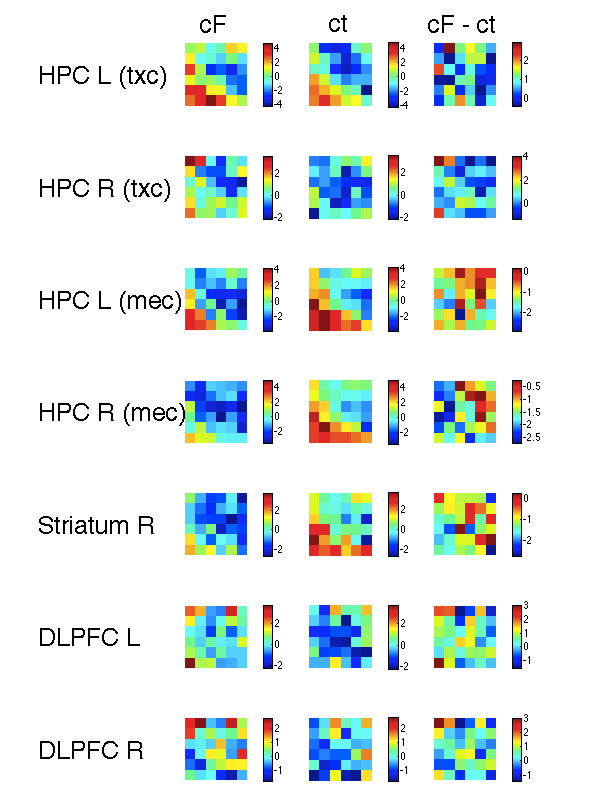 cF ct cF - ct
HPC L (txc) 4 2 0 -2 -4 4 2 0 -2 -4 2 1 0
HPC R (txc) 2 0 -2 2 0 -2 4 2 0
HPC L (mec) 4 2 0 -2 4 2 0 -2 0 -1 -2
HPC R (mec) 4 2 0 -2 4 2 0 -2 -0.5 -1 -1.5 -2 -2.5
Striatum R 2 0 -2 2 0 -2 0 -1 -2
DLPFC L 2 1 0 -1 -2 2 1 0 -1 -2 3 2 1 0 -1
DLPFC R 2 1 0 -1 2 1 0 -1 3 2 1 0 -1